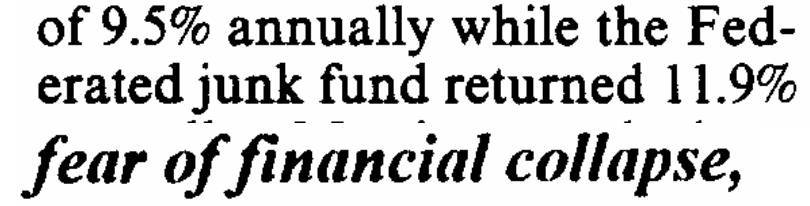 of 9.5% annually while the Fed-
erated junk fund returned 11.9%
fear of financial collapse,